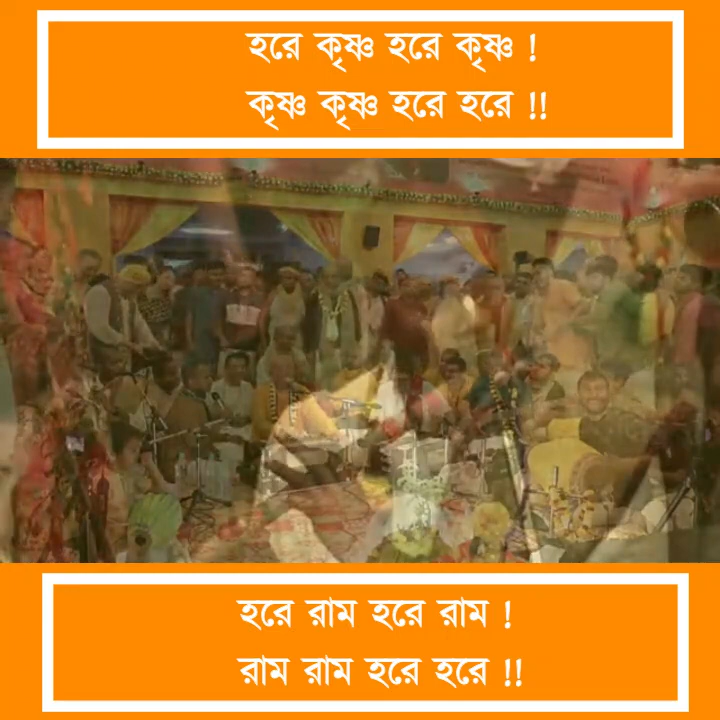 হরে কৃষ্ণ হরে কৃষ্ণ !
কৃষ্ণ কৃষ্ণ হরে হরে !!
হরে রাম হরে রাম !
রাম রাম হরে হরে !!